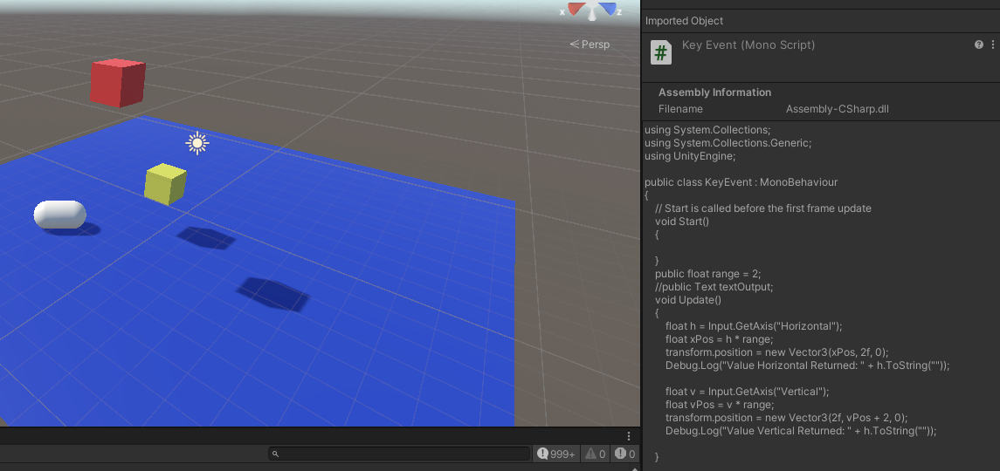 x
z
< Persp
999+
0
0
Imported Object
#
Key Event (Mono Script)
Assembly Information
Filename Assembly-CSharp.dll
using System.Collections;
using System.Collections.Generic;
using UnityEngine;
public class KeyEvent : MonoBehaviour
{
// Start is called before the first frame update
void Start()
{
}
public float range = 2;
//public Text textOutput;
void Update()
{
float h = Input.GetAxis("Horizontal");
float xPos = h * range;
transform.position = new Vector3(xPos, 2f, 0);
Debug.Log("Value Horizontal Returned: " + h.ToString(""));
float v = Input.GetAxis("Vertical");
float vPos = v * range;
transform.position = new Vector3(2f, vPos + 2, 0);
Debug.Log("Value Vertical Returned: " + h.ToString(""));
}